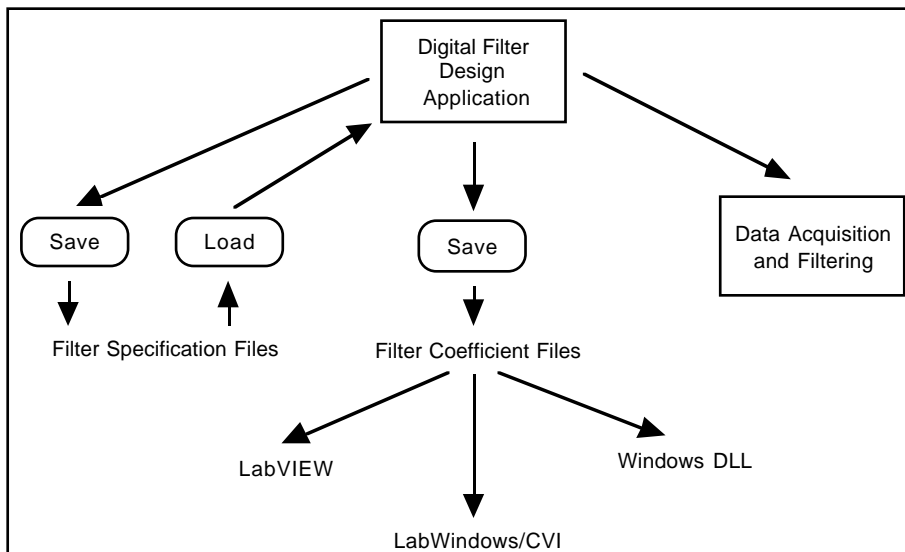 Digital Filter
Design
Application
Save
Load
Save
Data Acquisition
and Filtering
Filter Specification Files
Filter Coefficient Files
LabVIEW
Windows DLL
LabWindows/CVI